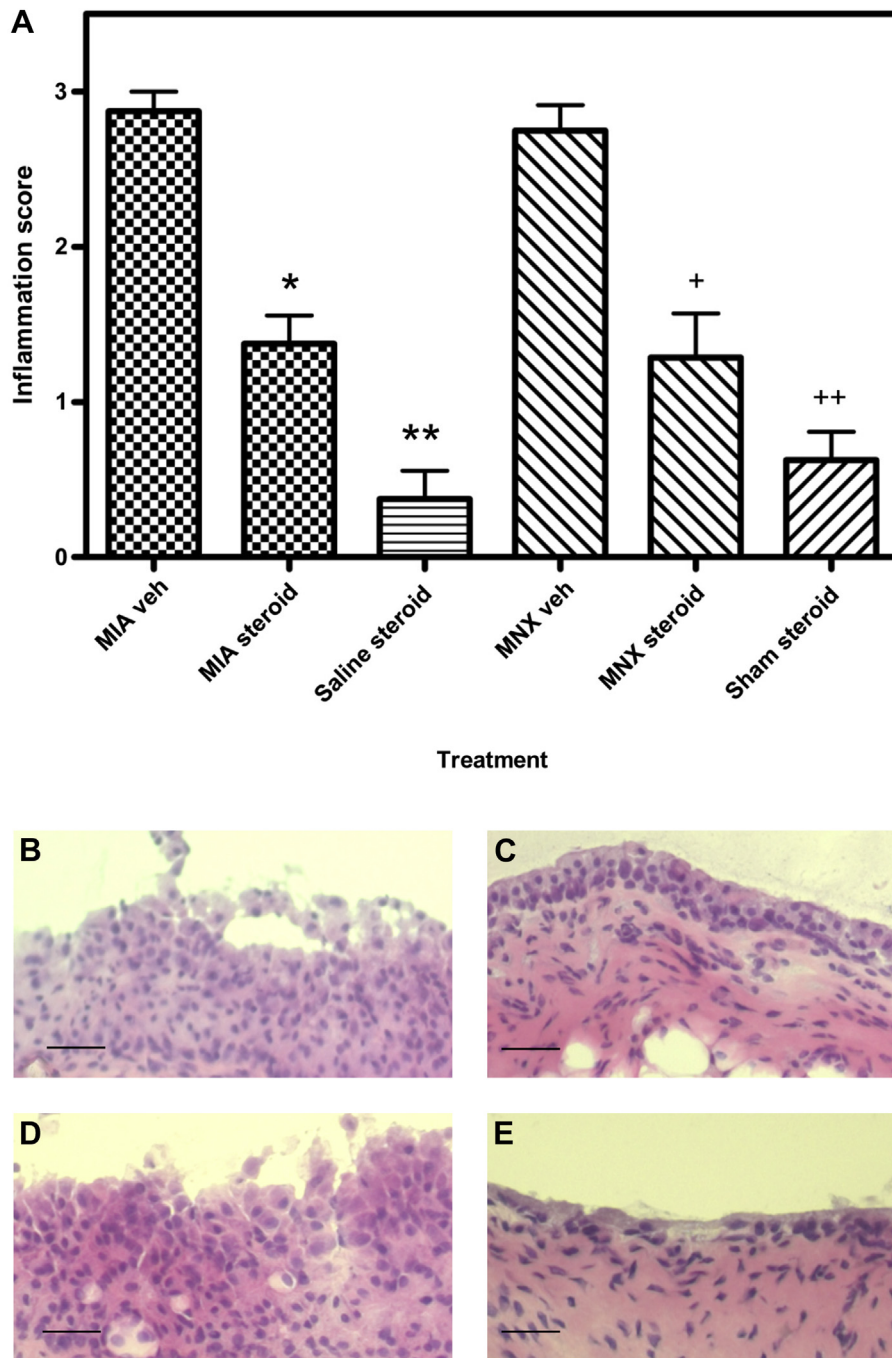 A
Inflammation score
3
2
1
0
*
**
+
++
MIA veh
MIA steroid
Saline steroid
MNX veh
MNX steroid
Sham steroid
Treatment
B
C
D
E